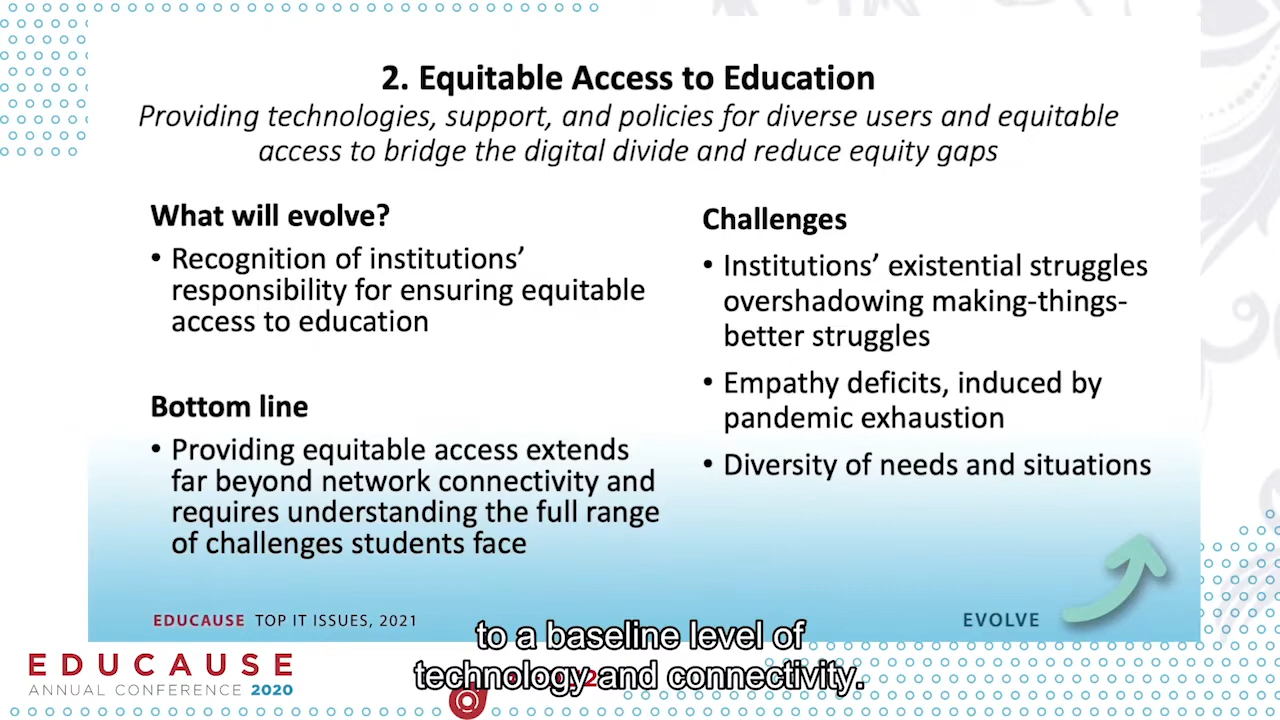 2. Equitable Access to Education
Providing technologies, support, and policies for diverse users and equitable
access to bridge the digital divide and reduce equity gaps
What will evolve?
• Recognition of institutions’
responsibility for ensuring equitable
access to education
Bottom line
• Providing equitable access extends
far beyond network connectivity and
requires understanding the full range
of challenges students face
Challenges
• Institutions’ existential struggles
overshadowing making-things-
better struggles
• Empathy deficits, induced by
pandemic exhaustion
• Diversity of needs and situations
EDUCAUSE TOP IT ISSUES, 2021
EVOLVE
to a baseline level of
technology and connectivity.
EDUCAUSE
ANNUAL CONFERENCE 2020